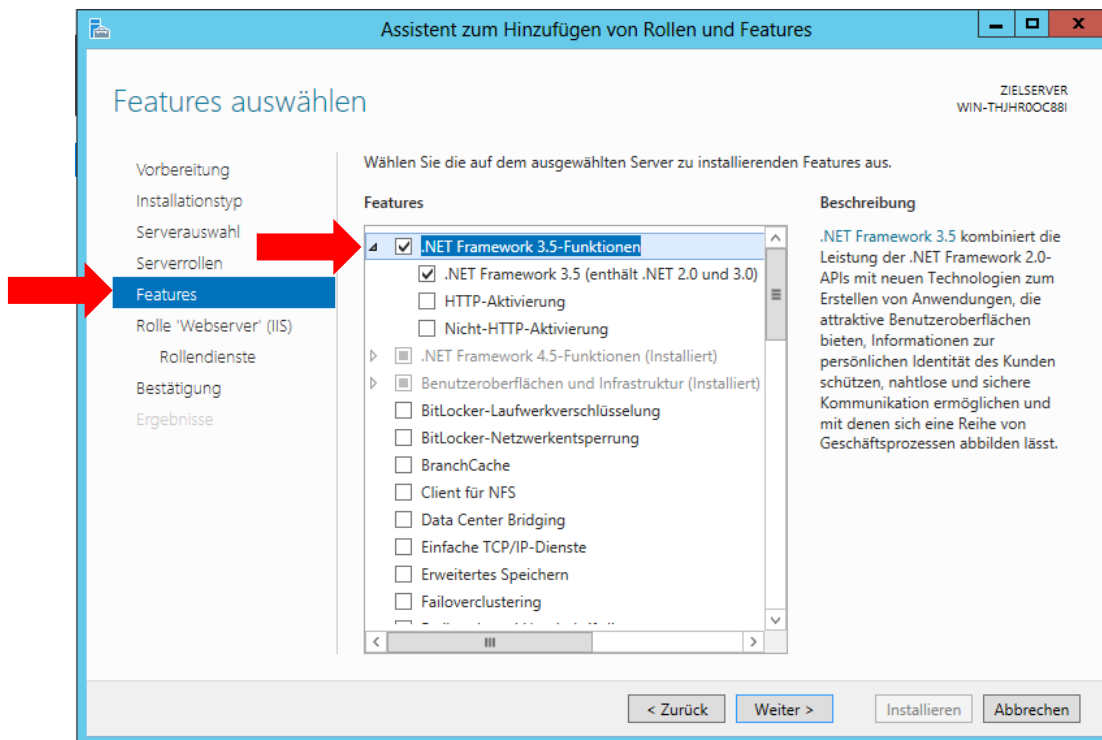 Assistent zum Hinzufügen von Rollen und Features
Features auswählen
ZIELSERVER
WIN-THJHR0OC88I
Vorbereitung
Installationstyp
Serverauswahl
Serverrollen
Features
Rolle 'Webserver' (IIS)
Rollendienste
Bestätigung
Ergebnisse
Wählen Sie die auf dem ausgewählten Server zu installierenden Features aus.
Features
.NET Framework 3.5-Funktionen
.NET Framework 3.5 (enthält .NET 2.0 und 3.0)
HTTP-Aktivierung
Nicht-HTTP-Aktivierung
.NET Framework 4.5-Funktionen (Installiert)
Benutzeroberflächen und Infrastruktur (Installiert)
BitLocker-Laufwerkverschlüsselung
BitLocker-Netzwerkentsperrung
BranchCache
Client für NFS
Data Center Bridging
Einfache TCP/IP-Dienste
Erweitertes Speichern
Failoverclustering
Beschreibung
.NET Framework 3.5 kombiniert die
Leistung der .NET Framework 2.0-
APIs mit neuen Technologien zum
Erstellen von Anwendungen, die
attraktive Benutzeroberflächen
bieten, Informationen zur
persönlichen Identität des Kunden
schützen, nahtlose und sichere
Kommunikation ermöglichen und
mit denen sich eine Reihe von
Geschäftsprozessen abbilden lässt.
< Zurück
Weiter >
Installieren
Abbrechen